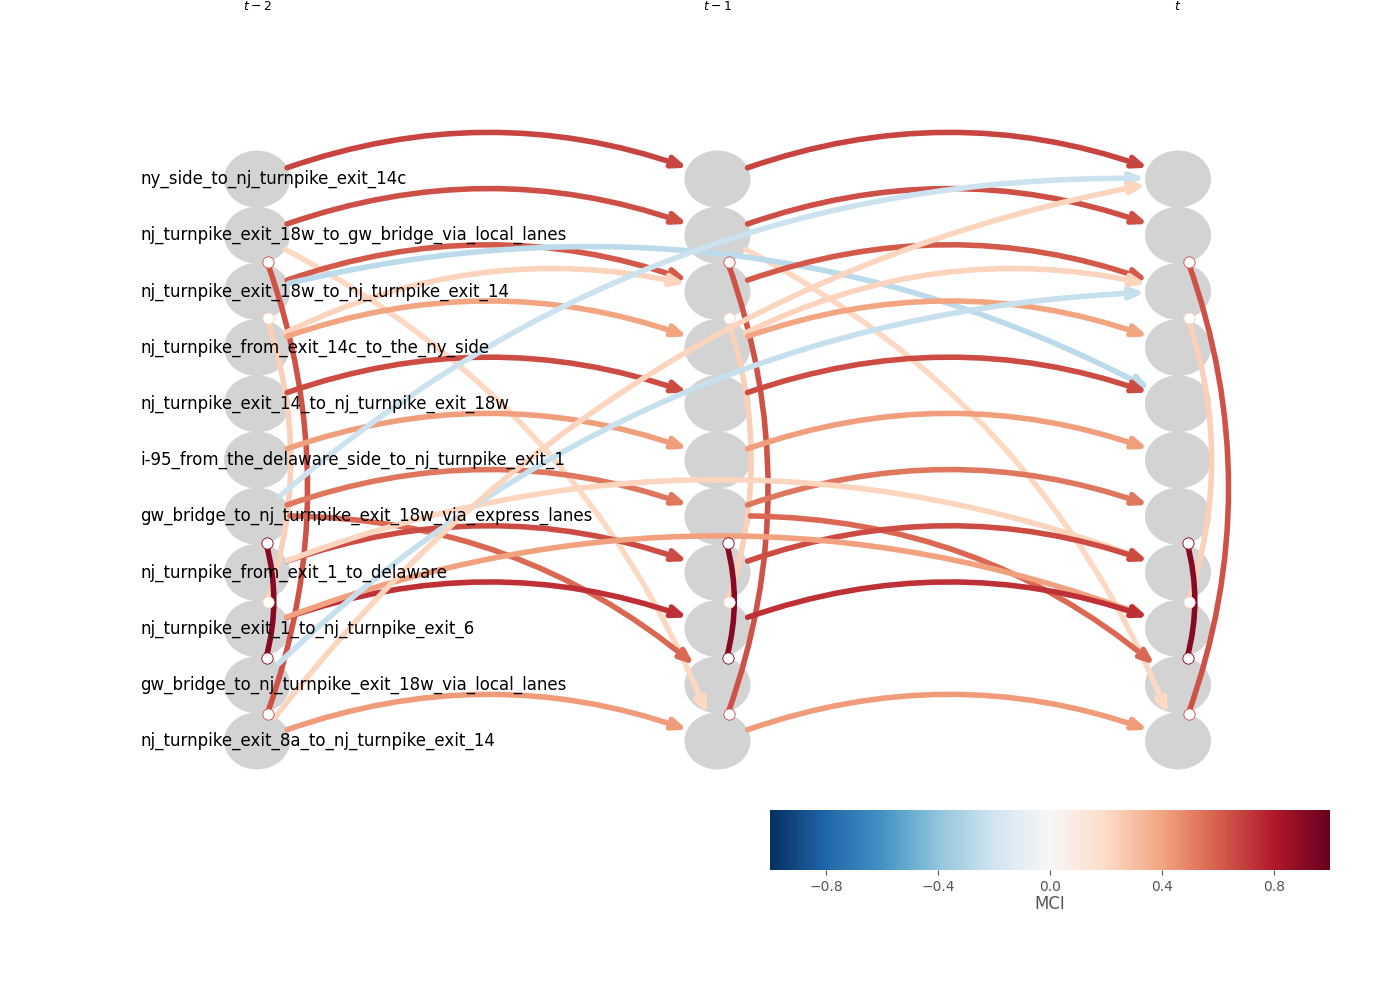 t − 2 t − 1 t
ny_side_to_nj_turnpike_exit_14c
nj_turnpike_exit_18w_to_gw_bridge_via_local_lanes
nj_turnpike_exit_18w_to_nj_turnpike_exit_14
nj_turnpike_from_exit_14c_to_the_ny_side
nj_turnpike_exit_14_to_nj_turnpike_exit_18w
i-95_from_the_delaware_side_to_nj_turnpike_exit_1
gw_bridge_to_nj_turnpike_exit_18w_via_express_lanes
nj_turnpike_from_exit_1_to_delaware
nj_turnpike_exit_1_to_nj_turnpike_exit_6
gw_bridge_to_nj_turnpike_exit_18w_via_local_lanes
nj_turnpike_exit_8a_to_nj_turnpike_exit_14
−0.8 −0.4 0.0 0.4 0.8
MCI